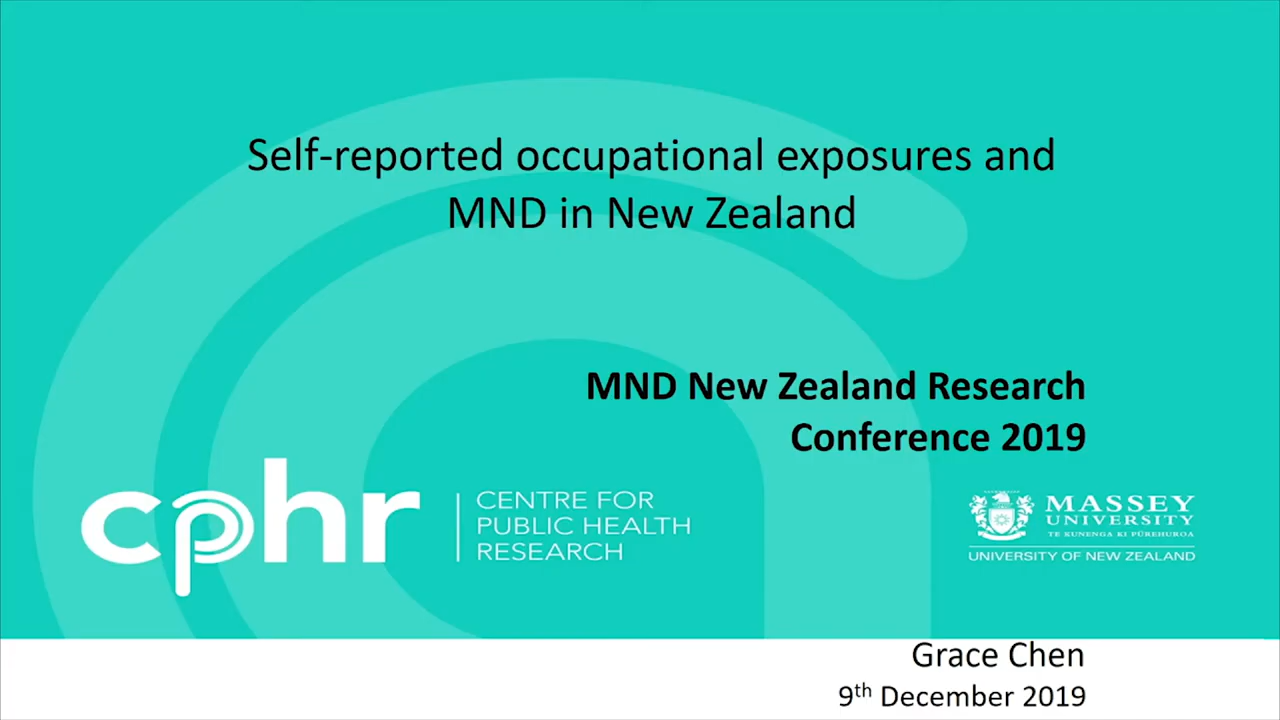 Self-reported occupational exposures and
MND in New Zealand
MND New Zealand Research
Conference 2019
cphr
CENTRE FOR
PUBLIC HEALTH
RESEARCH
MASSEY
UNIVERSITY
TE KUNENGA KI PŪREHUROA
UNIVERSITY OF NEW ZEALAND
Grace Chen
9th December 2019